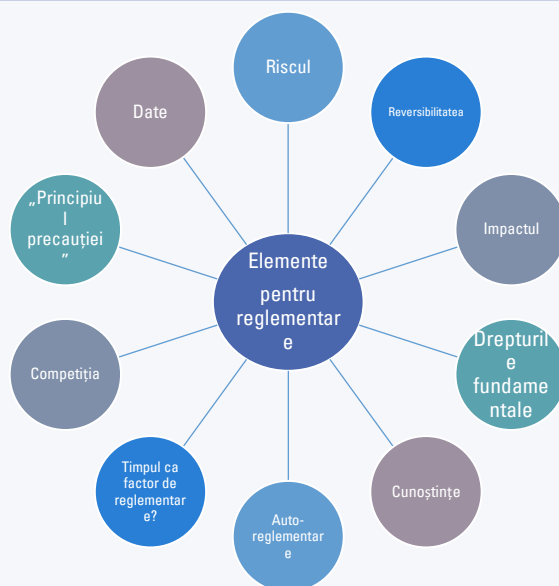 Riscul
Reversibilitatea
Impactul
Drepturil
e
fundame
ntale
Cunoștințe
Auto-
reglementar
e
Timpul ca
factor de
reglementar
e?
Competiția
„Principiu
l
precauției
”
Date
Elemente
pentru
reglementar
e